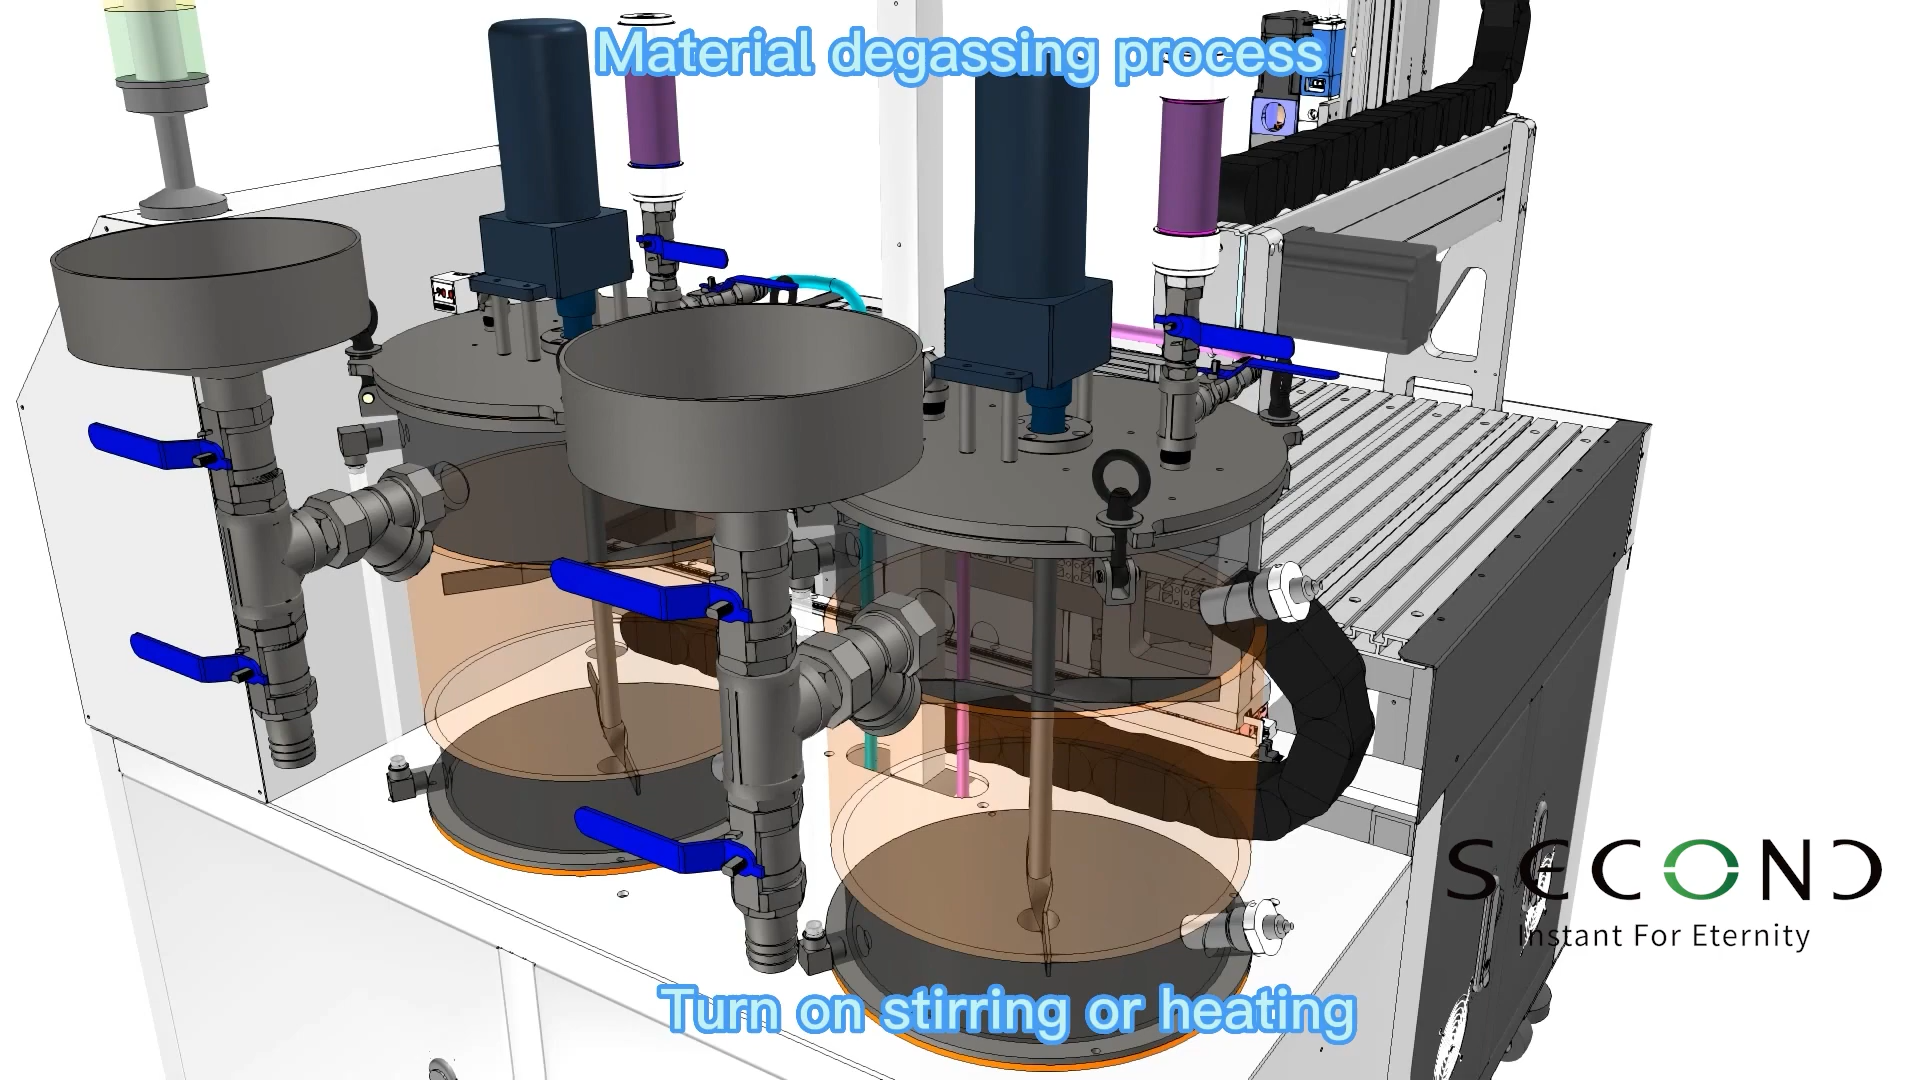 Material degassing process
SECOND
Instant For Eternity
Turn on stirring or heating